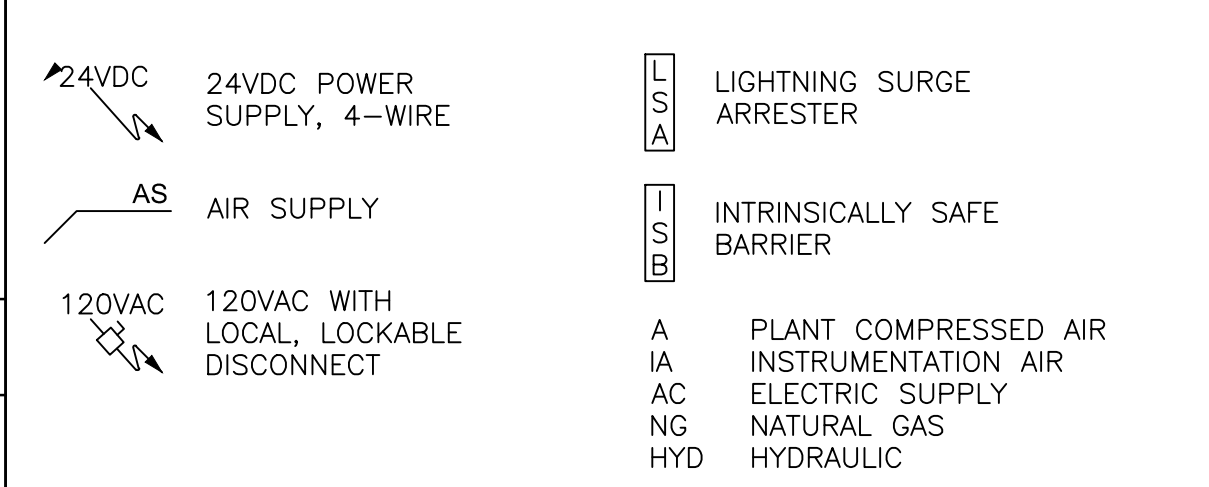 24VDC
24VDC POWER
SUPPLY, 4-WIRE
AS
AIR SUPPLY
120VAC
120VAC WITH
LOCAL, LOCKABLE
DISCONNECT
L
S
A
LIGHTNING SURGE
ARRESTER
I
S
B
INTRINSICALLY SAFE
BARRIER
A PLANT COMPRESSED AIR
IA INSTRUMENTATION AIR
AC ELECTRIC SUPPLY
NG NATURAL GAS
HYD HYDRAULIC